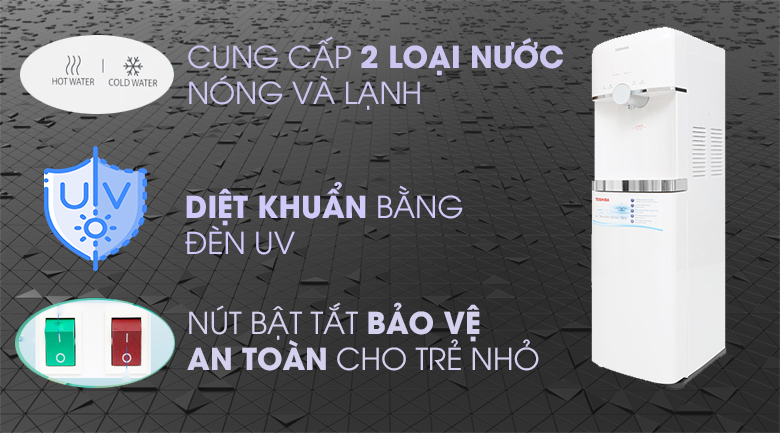 HOT WATER | COLD WATER
CUNG CẤP 2 LOẠI NƯỚC
NÓNG VÀ LẠNH
UV
DIỆT KHUẨN BẰNG
ĐÈN UV
NÚT BẬT TẮT BẢO VỆ
AN TOÀN CHO TRẺ NHỎ
TOSHIBA